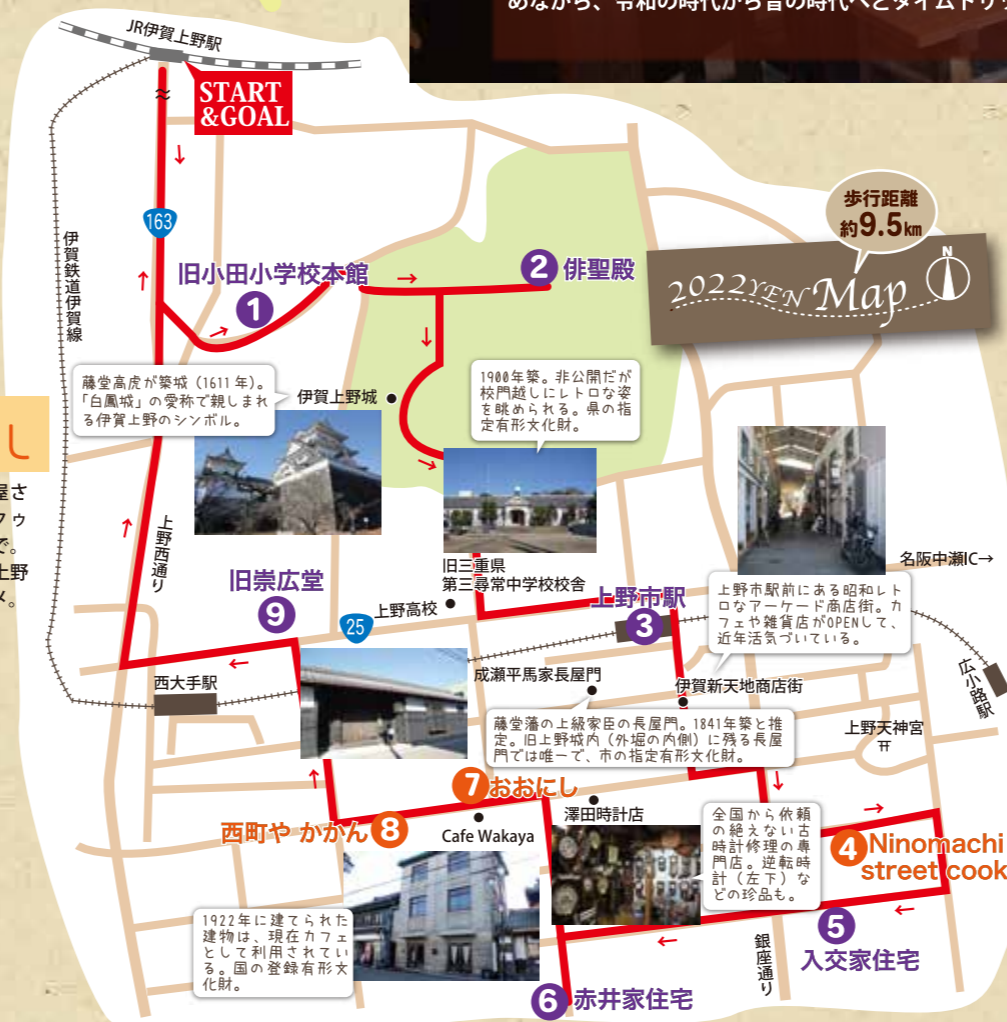 めながら、令和の時代から昔の時代へとタイムトリッ
JR伊賀上野駅
START
&GOAL
歩行距離
約9.5km
2022YEN Map
N
163
伊賀鉄道伊賀線
旧小田小学校本館
1
2 俳聖殿
藤堂高虎が築城(1611年)。
「白鳳城」の愛称で親しまれ
る伊賀上野のシンボル。
伊賀上野城
1900年築。非公開だが
校門越しにレトロな姿
を眺められる。県の指
定有形文化財。
し
屋さ
で。
上野
上野西通り
旧三重県
第三尋常中学校校舎
名阪中瀬IC→
旧崇広堂
9
25
上野高校
上野市駅
3
上野市駅前にある昭和レト
ロなアーケード商店街。カ
フェや雑貨店がOPENして、
近年活気づいている。
西大手駅
成瀬平馬家長屋門
伊賀新天地商店街
広小路駅
藤堂藩の上級家臣の長屋門。1841年築と推
定。旧上野城内(外堀の内側)に残る長屋
門では唯一で、市の指定有形文化財。
上野天神宮
7 おおにし
澤田時計店
西町や かかん 8
Cafe Wakaya
全国から依頼
の絶えない古
時計修理の専
門店。逆転時
計(左下)な
どの珍品も。
4 Ninomachi
street cook
1922年に建てられた
建物は、現在カフェ
として利用されてい
る。国の登録有形文
化財。
銀座通り
5
入交家住宅
6 赤井家住宅